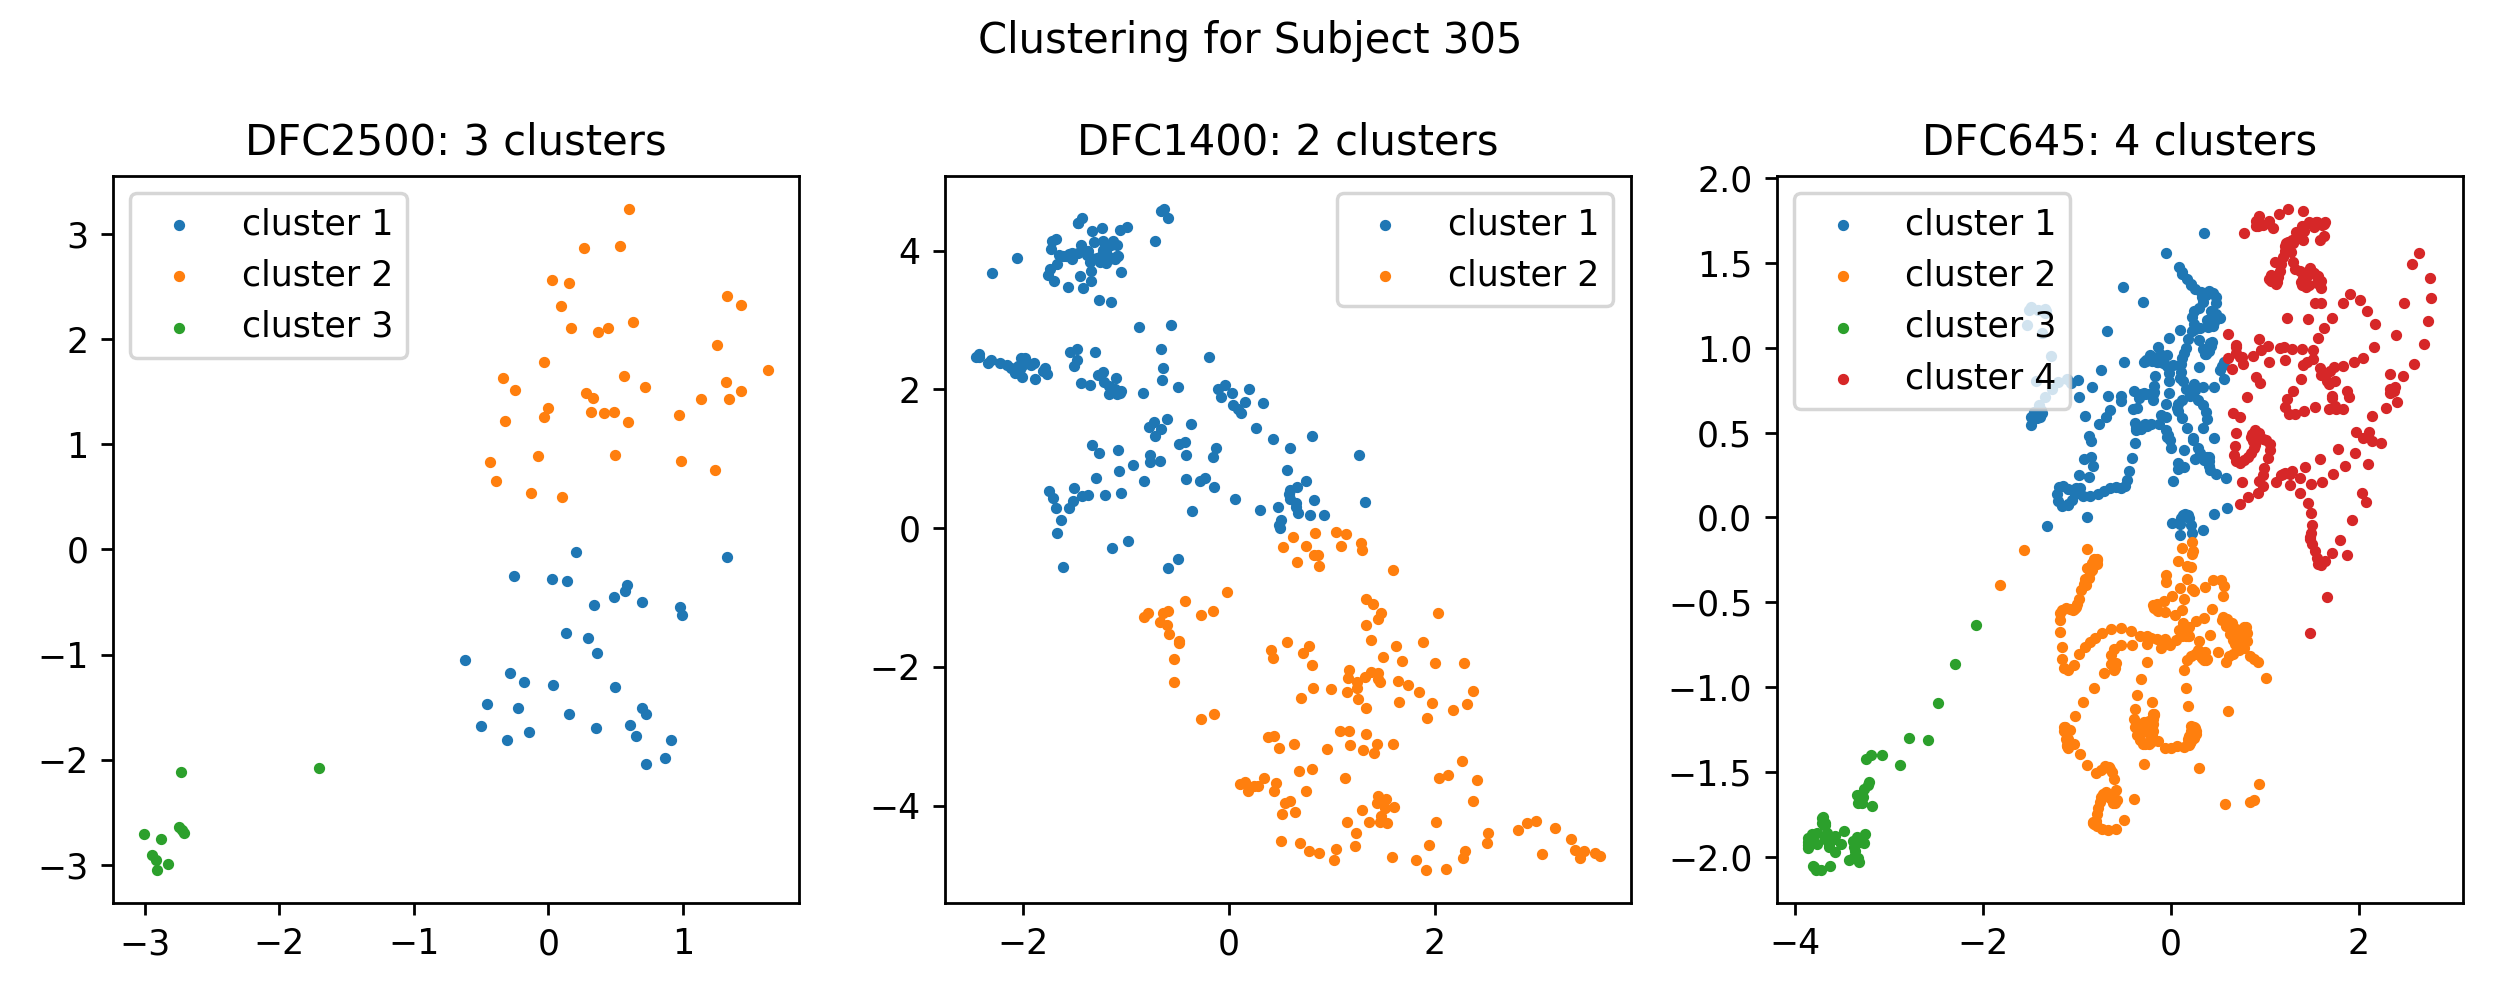 Clustering for Subject 305
DFC2500: 3 clusters
cluster 1
cluster 2
cluster 3
3
2
1
0
−1
−2
−3
−3
−2
−1
0
1
DFC1400: 2 clusters
cluster 1
cluster 2
4
2
0
−2
−4
−2
0
2
DFC645: 4 clusters
cluster 1
cluster 2
cluster 3
cluster 4
2.0
1.5
1.0
0.5
0.0
−0.5
−1.0
−1.5
−2.0
−4
−2
0
2